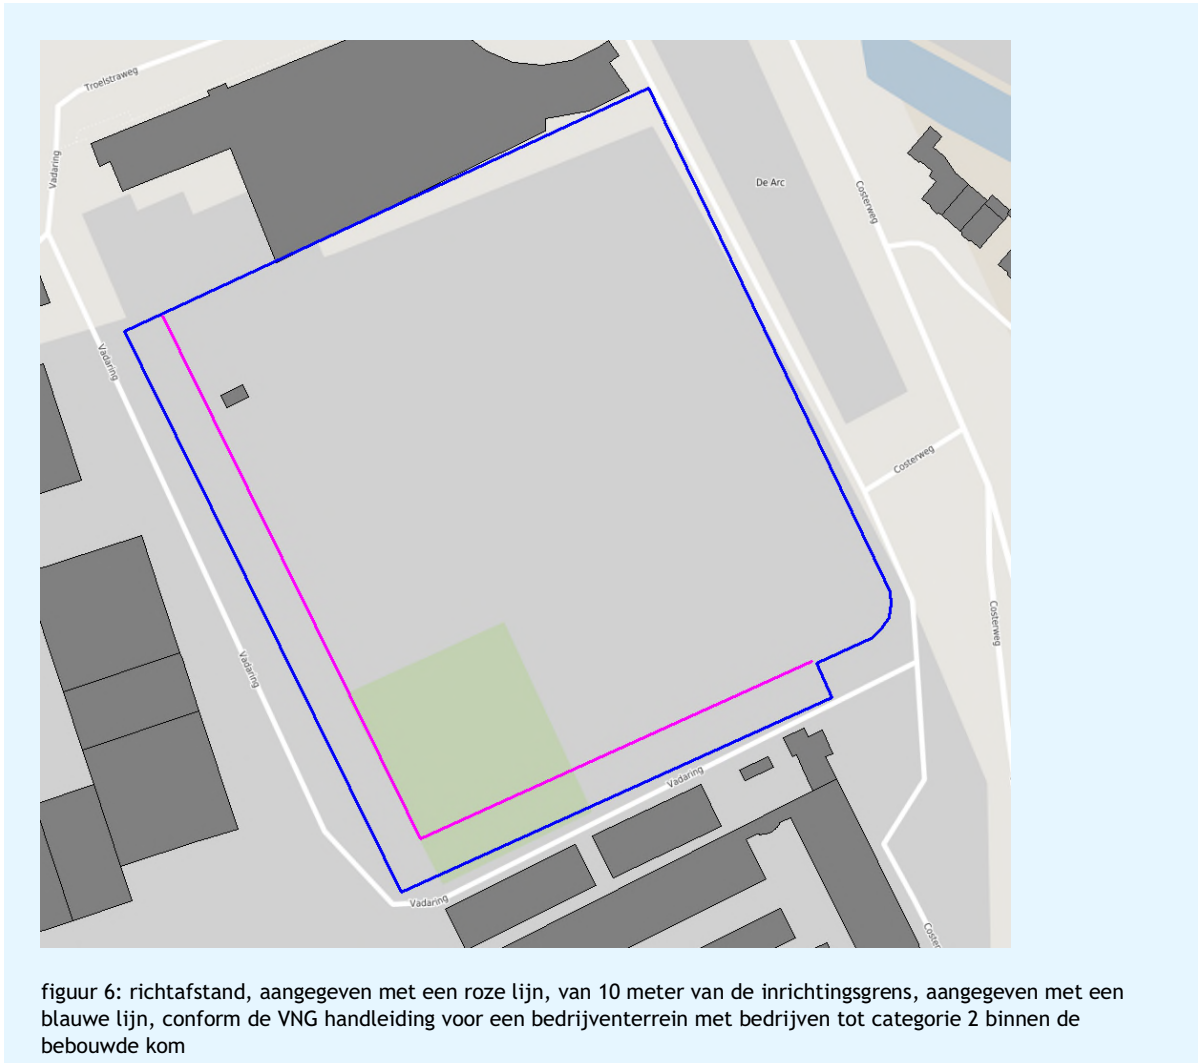 Troelstraweg
Vadaring
De Arc
Costerweg
Vadaring
Costerweg
Costerweg
Vadaring
Vadaring
Vadaring
Coster
figuur 6: richtafstand, aangegeven met een roze lijn, van 10 meter van de inrichtingsgrens, aangegeven met een
blauwe lijn, conform de VNG handleiding voor een bedrijventerrein met bedrijven tot categorie 2 binnen de
bebouwde kom